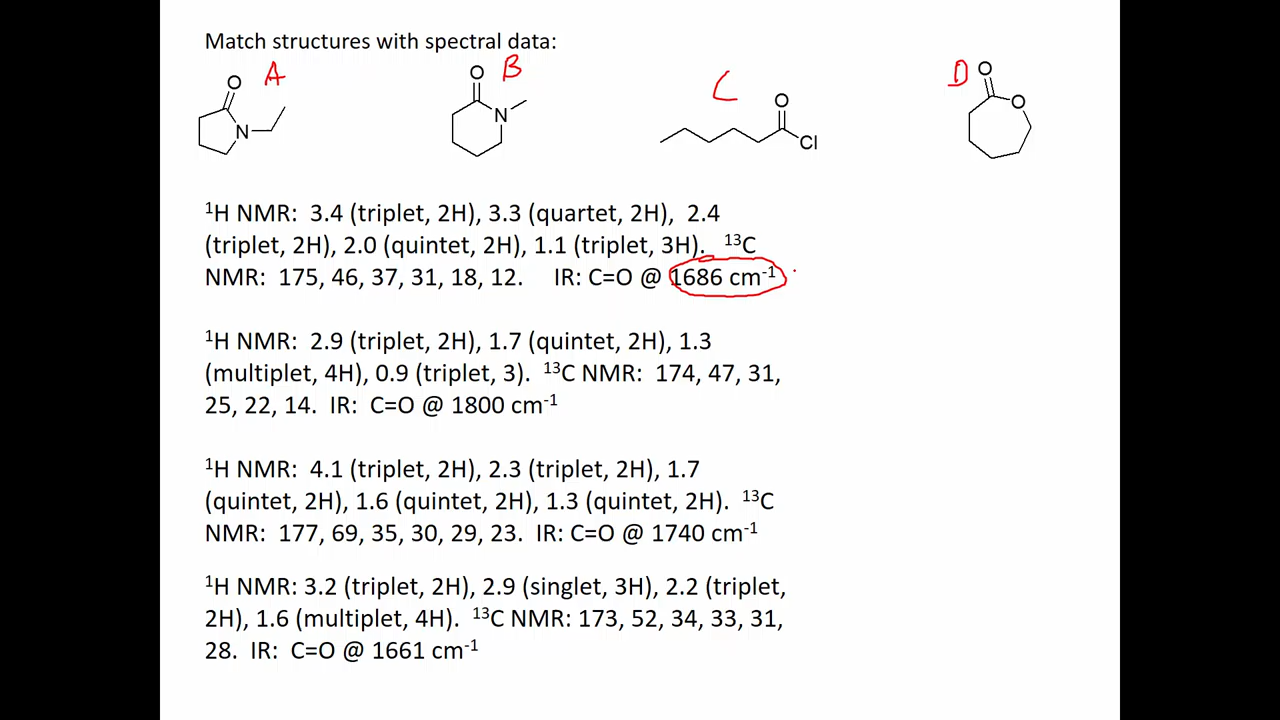 Match structures with spectral data:
A B C D
O O O O
N N Cl O
¹H NMR: 3.4 (triplet, 2H), 3.3 (quartet, 2H), 2.4
(triplet, 2H), 2.0 (quintet, 2H), 1.1 (triplet, 3H). ¹³C
NMR: 175, 46, 37, 31, 18, 12. IR: C=O @ 1686 cm⁻¹
¹H NMR: 2.9 (triplet, 2H), 1.7 (quintet, 2H), 1.3
(multiplet, 4H), 0.9 (triplet, 3). ¹³C NMR: 174, 47, 31,
25, 22, 14. IR: C=O @ 1800 cm⁻¹
¹H NMR: 4.1 (triplet, 2H), 2.3 (triplet, 2H), 1.7
(quintet, 2H), 1.6 (quintet, 2H), 1.3 (quintet, 2H). ¹³C
NMR: 177, 69, 35, 30, 29, 23. IR: C=O @ 1740 cm⁻¹
¹H NMR: 3.2 (triplet, 2H), 2.9 (singlet, 3H), 2.2 (triplet,
2H), 1.6 (multiplet, 4H). ¹³C NMR: 173, 52, 34, 33, 31,
28. IR: C=O @ 1661 cm⁻¹